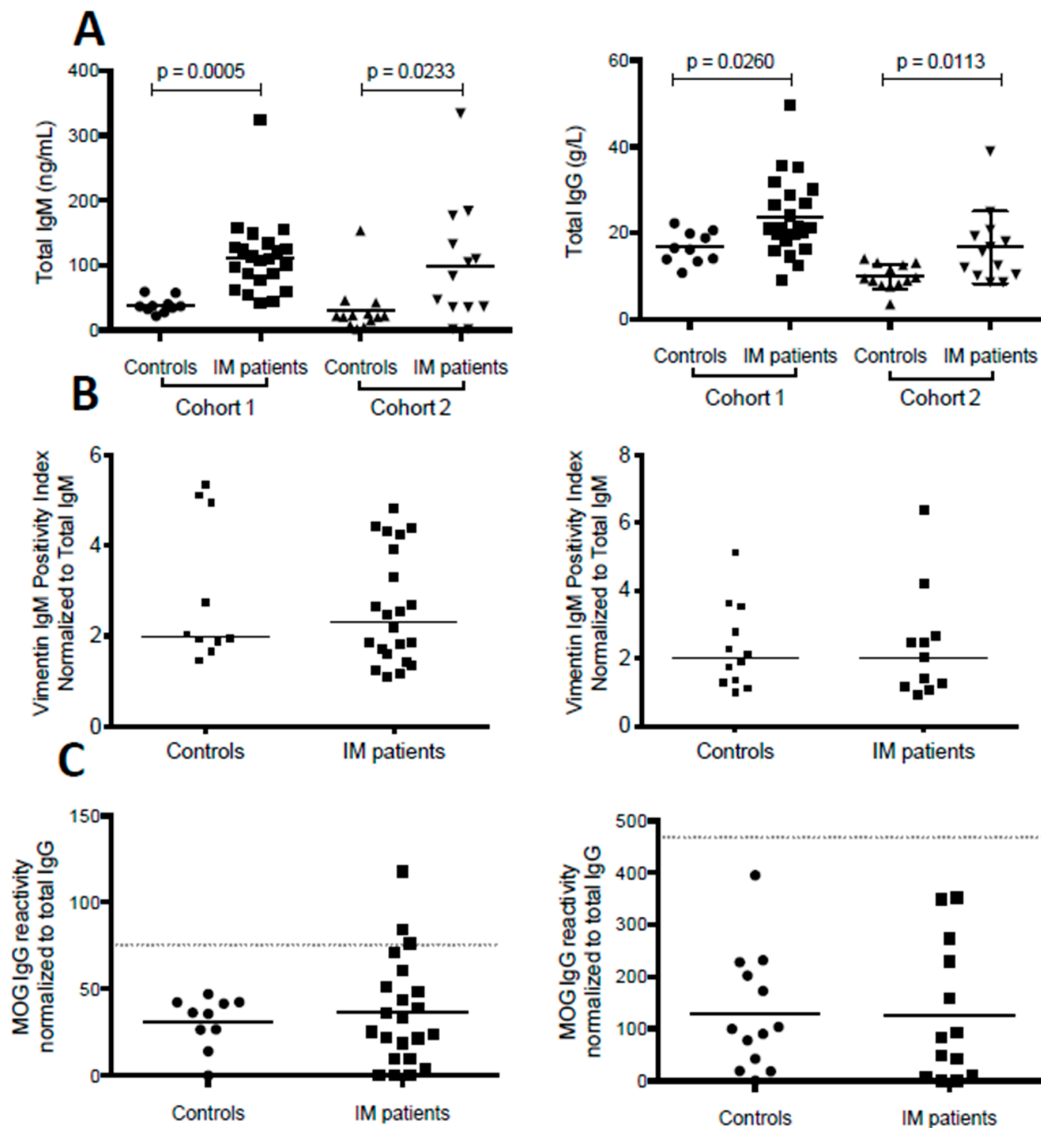 A
p = 0.0005
p = 0.0233
400
300
200
100
0
Total IgM (ng/mL)
Controls IM patients Controls IM patients
Cohort 1 Cohort 2
p = 0.0260
p = 0.0113
60
40
20
0
Total IgG (g/L)
Controls IM patients Controls IM patients
Cohort 1 Cohort 2
B
6
4
2
0
Vimentin IgM Positivity Index
Normalized to Total IgM
Controls IM patients
8
6
4
2
0
Vimentin IgM Positivity Index
Normalized to Total IgM
Controls IM patients
C
150
100
50
0
MOG IgG reactivity
normalized to total IgG
Controls IM patients
500
400
300
200
100
0
MOG IgG reactivity
normalized to total IgG
Controls IM patients